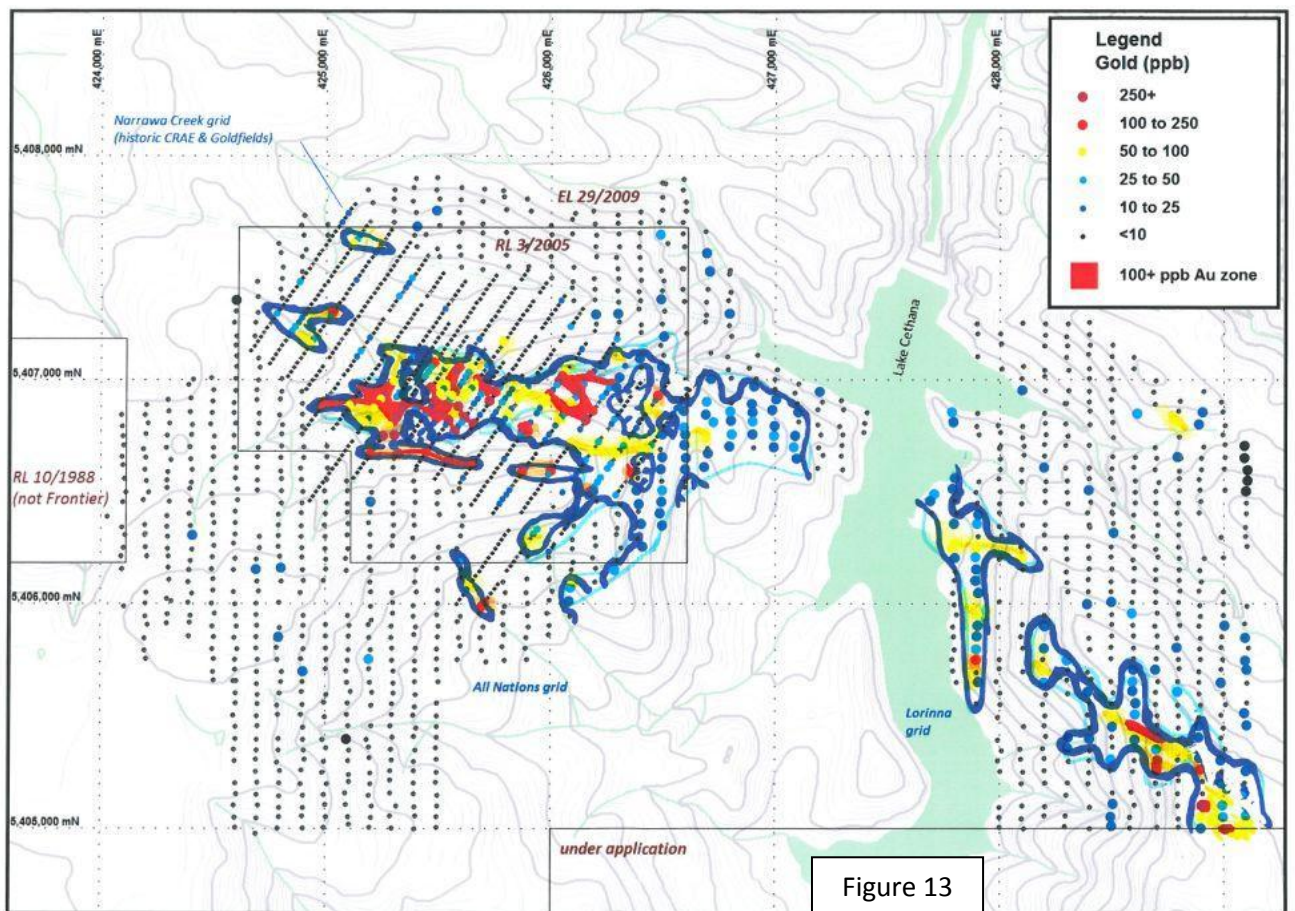 424,000 mE
425,000 mE
426,000 mE
427,000 mE
428,000 mE
Legend
Gold (ppb)
250+
100 to 250
50 to 100
25 to 50
10 to 25
<10
100+ ppb Au zone
Narrawa Creek grid
(historic CRAE & Goldfields)
5,408,000 mN
EL 29/2009
RL 3/2005
Lake Cethana
5,407,000 mN
RL 10/1988
(not Frontier)
5,406,000 mN
All Nations grid
Lorinna
grid
5,405,000 mN
under application
Figure 13